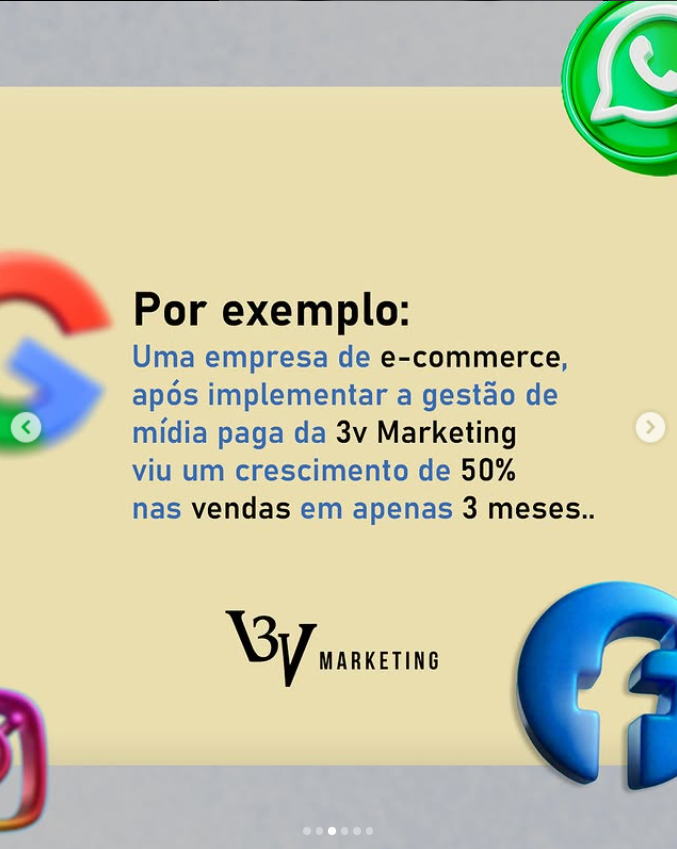 Por exemplo:
Uma empresa de e-commerce,
após implementar a gestão de
mídia paga da 3v Marketing
viu um crescimento de 50%
nas vendas em apenas 3 meses..
V3V MARKETING